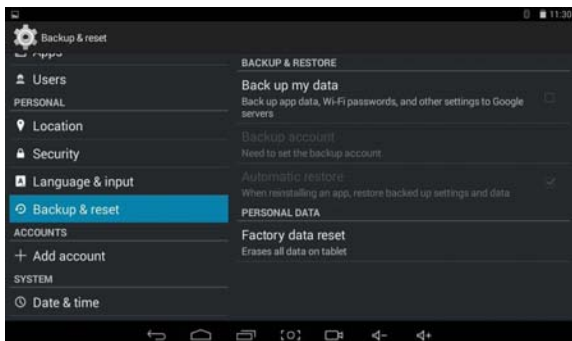 11:30
Backup & reset
Apps
Users
PERSONAL
Location
Security
A Language & input
Backup & reset
ACCOUNTS
Add account
SYSTEM
Date & time
BACKUP & RESTORE
Back up my data
Back up app data, Wi-Fi passwords, and other settings to Google
servers
Backup account
Need to set the backup account
Automatic restore
When reinstalling an app, restore backed up settings and data
PERSONAL DATA
Factory data reset
Erases all data on tablet